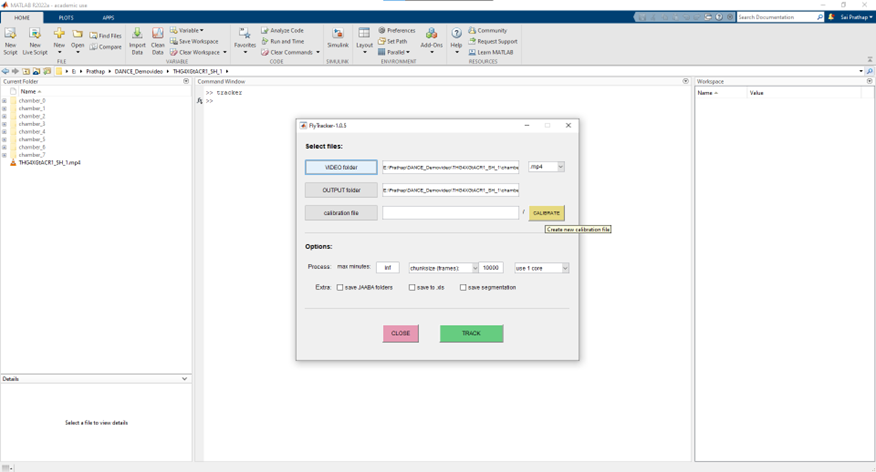 MATLAB R2022a - academic use
HOME PLOTS APPS
Search Documentation
Sai Prathap
New Script
New Live Script
New
Open
Find Files
Compare
Import Data
Clean Data
Variable
Save Workspace
Clear Workspace
Favorites
Analyze Code
Run and Time
Clear Commands
Simulink
Layout
Preferences
Set Path
Parallel
Add-Ons
Help
Community
Request Support
Learn MATLAB
FILE VARIABLE CODE SIMULINK ENVIRONMENT RESOURCES
E: Prathap DANCE_Demovideo THG4XGtACR1_SH_1
Current Folder
Name
chamber_0
chamber_1
chamber_2
chamber_3
chamber_4
chamber_5
chamber_6
chamber_7
THG4XGtACR1_SH_1.mp4
Details
Select a file to view details
Command Window
>> tracker
fx >>
Workspace
Name Value
FlyTracker-1.0.5
Select files:
VIDEO folder E:\Prathap\DANCE_Demovideo\THG4XGtACR1_SH_1\chambe .mp4
OUTPUT folder E:\Prathap\DANCE_Demovideo\THG4XGtACR1_SH_1
calibration file / CALIBRATE
Create new calibration file
Options:
Process: max minutes: Inf chunksize (frames): 10000 use 1 core
Extra: save JAABA folders save to .xls save segmentation
CLOSE TRACK